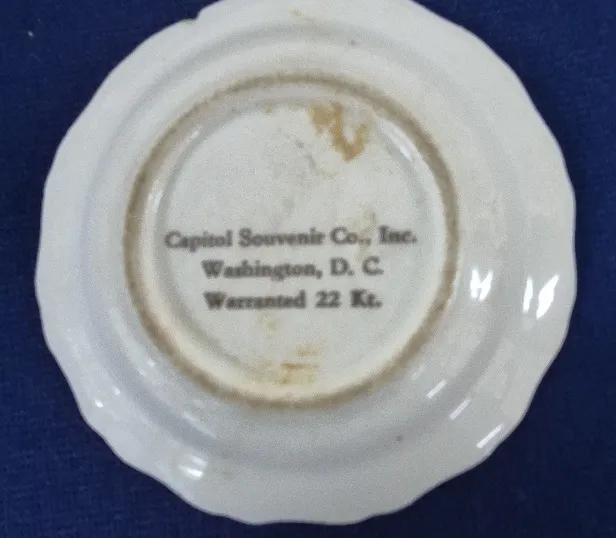 Capitol Souvenir Co., Inc.
Washington, D. C.
Warranted 22 Kt.